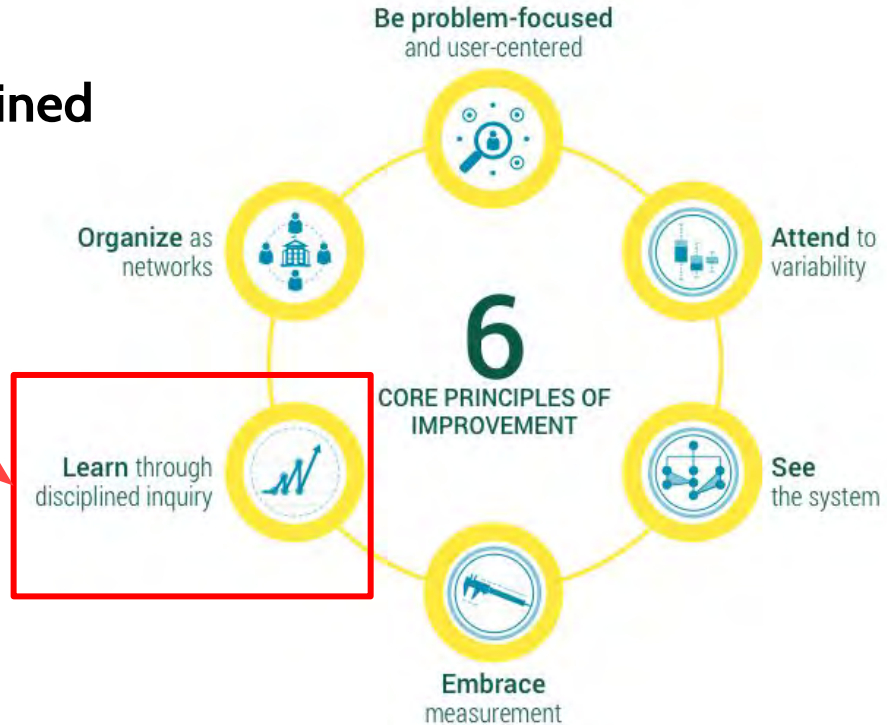 ined
Be problem-focused
and user-centered
Organize as
networks
Attend to
variability
6
CORE PRINCIPLES OF
IMPROVEMENT
Learn through
disciplined inquiry
See
the system
Embrace
measurement